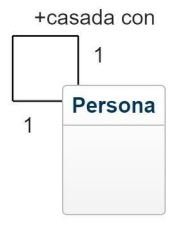 +casada con
1
Persona
1